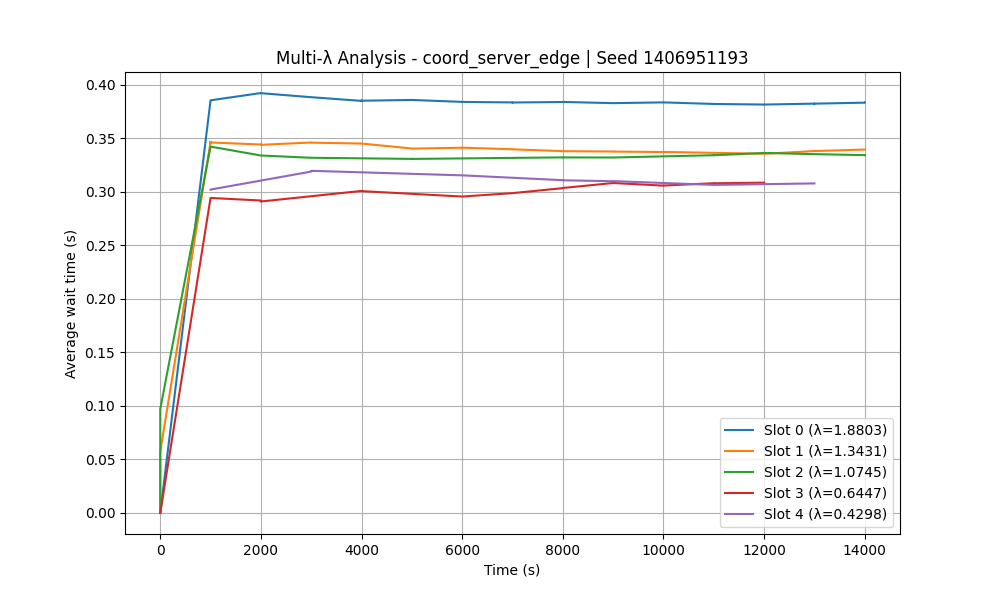 Multi-λ Analysis - coord_server_edge | Seed 1406951193
0.40
0.35
0.30
0.25
0.20
0.15
0.10
0.05
0.00
Average wait time (s)
Slot 0 (λ=1.8803)
Slot 1 (λ=1.3431)
Slot 2 (λ=1.0745)
Slot 3 (λ=0.6447)
Slot 4 (λ=0.4298)
0 2000 4000 6000 8000 10000 12000 14000
Time (s)